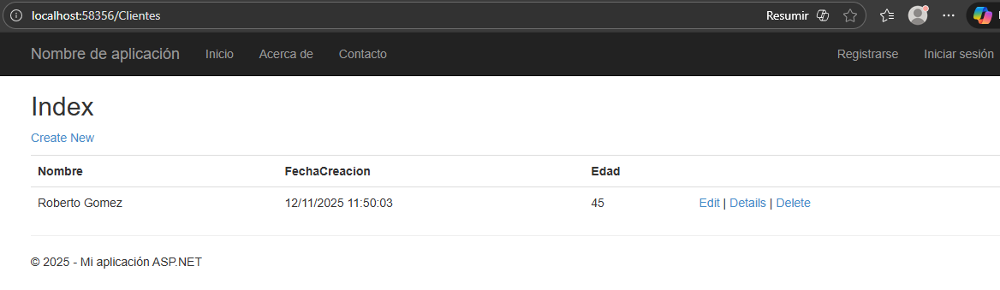 localhost:58356/Clientes Resumir
Nombre de aplicación Inicio Acerca de Contacto Registrarse Iniciar sesión
Index
Create New
Nombre FechaCreacion Edad
Roberto Gomez 12/11/2025 11:50:03 45 Edit | Details | Delete
© 2025 - Mi aplicación ASP.NET